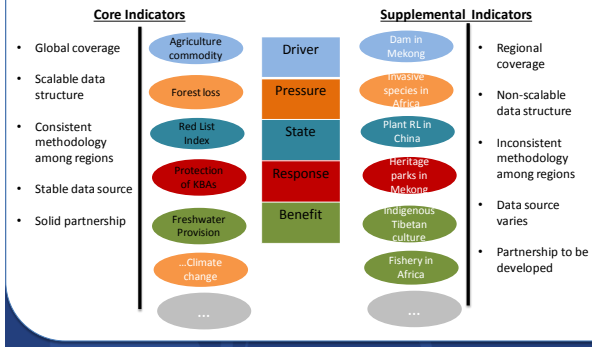 Core Indicators
• Global coverage
• Scalable data
structure
• Consistent
methodology
among regions
• Stable data source
• Solid partnership
Agriculture
commodity
Forest loss
Red List
Index
Protection
of KBAs
Freshwater
Provision
...Climate
change
...
Driver
Pressure
State
Response
Benefit
Supplemental Indicators
Dam in
Mekong
Invasive
species in
Africa
Plant RL in
China
Heritage
parks in
Mekong
Indigenous
Tibetan
culture
Fishery in
Africa
...
• Regional
coverage
• Non-scalable
data structure
• Inconsistent
methodology
among regions
• Data source
varies
• Partnership to be
developed